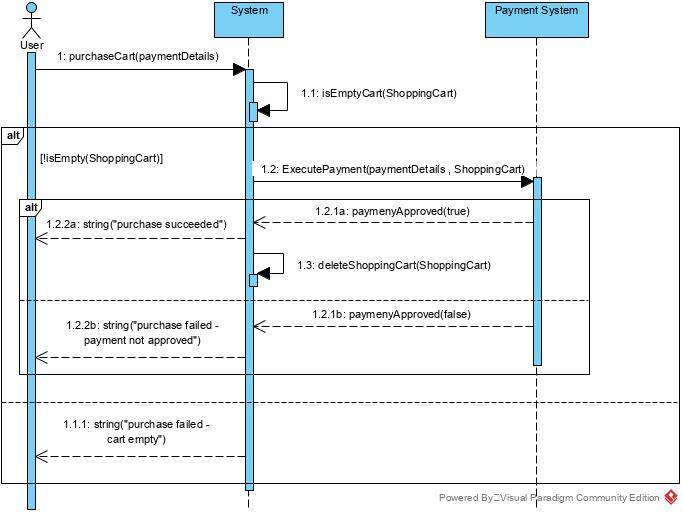 System
Payment System
User
1: purchaseCart(paymentDetails)
1.1: isEmptyCart(ShoppingCart)
alt
[!isEmpty(ShoppingCart)]
1.2: ExecutePayment(paymentDetails , ShoppingCart)
alt
1.2.1a: paymenyApproved(true)
1.2.2a: string("purchase succeeded")
1.3: deleteShoppingCart(ShoppingCart)
1.2.1b: paymenyApproved(false)
1.2.2b: string("purchase failed -
payment not approved")
1.1.1: string("purchase failed -
cart empty")
Powered By Visual Paradigm Community Edition